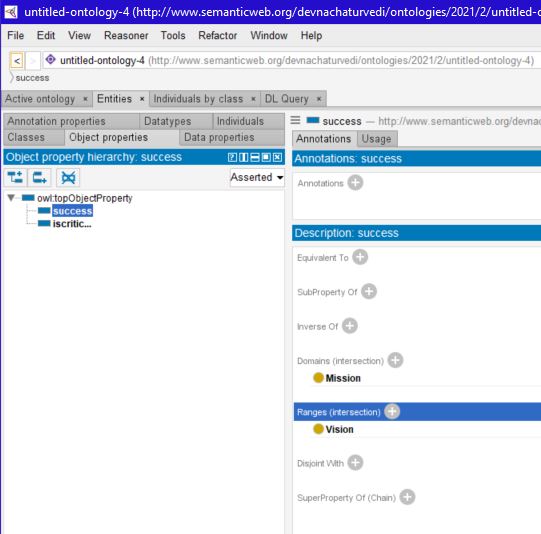 untitled-ontology-4 (http://www.semanticweb.org/devnachaturvedi/ontologies/2021/2/untitled-o
File Edit View Reasoner Tools Refactor Window Help
< > untitled-ontology-4 (http://www.semanticweb.org/devnachaturvedi/ontologies/2021/2/untitled-ontology-4)
success
Active ontology × Entities × Individuals by class × DL Query ×
Annotation properties Datatypes Individuals
Classes Object properties Data properties
Object property hierarchy: success
Asserted
owl:topObjectProperty
success
iscritic...
success — http://www.semanticweb.org/devnac
Annotations Usage
Annotations: success
Annotations
Description: success
Equivalent To
SubProperty Of
Inverse Of
Domains (intersection)
Mission
Ranges (intersection)
Vision
Disjoint With
SuperProperty Of (Chain)